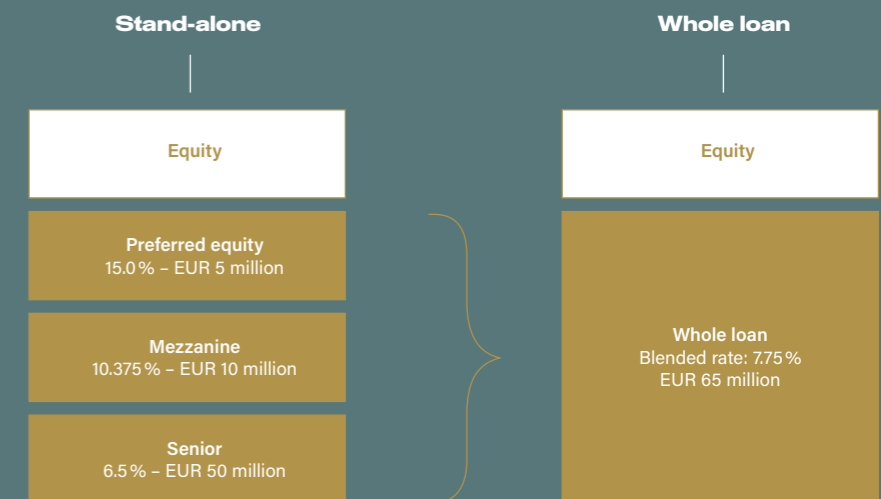 Stand-alone
Equity
Preferred equity
15.0 % – EUR 5 million
Mezzanine
10.375 % – EUR 10 million
Senior
6.5 % – EUR 50 million
Whole loan
Equity
Whole loan
Blended rate: 7.75 %
EUR 65 million